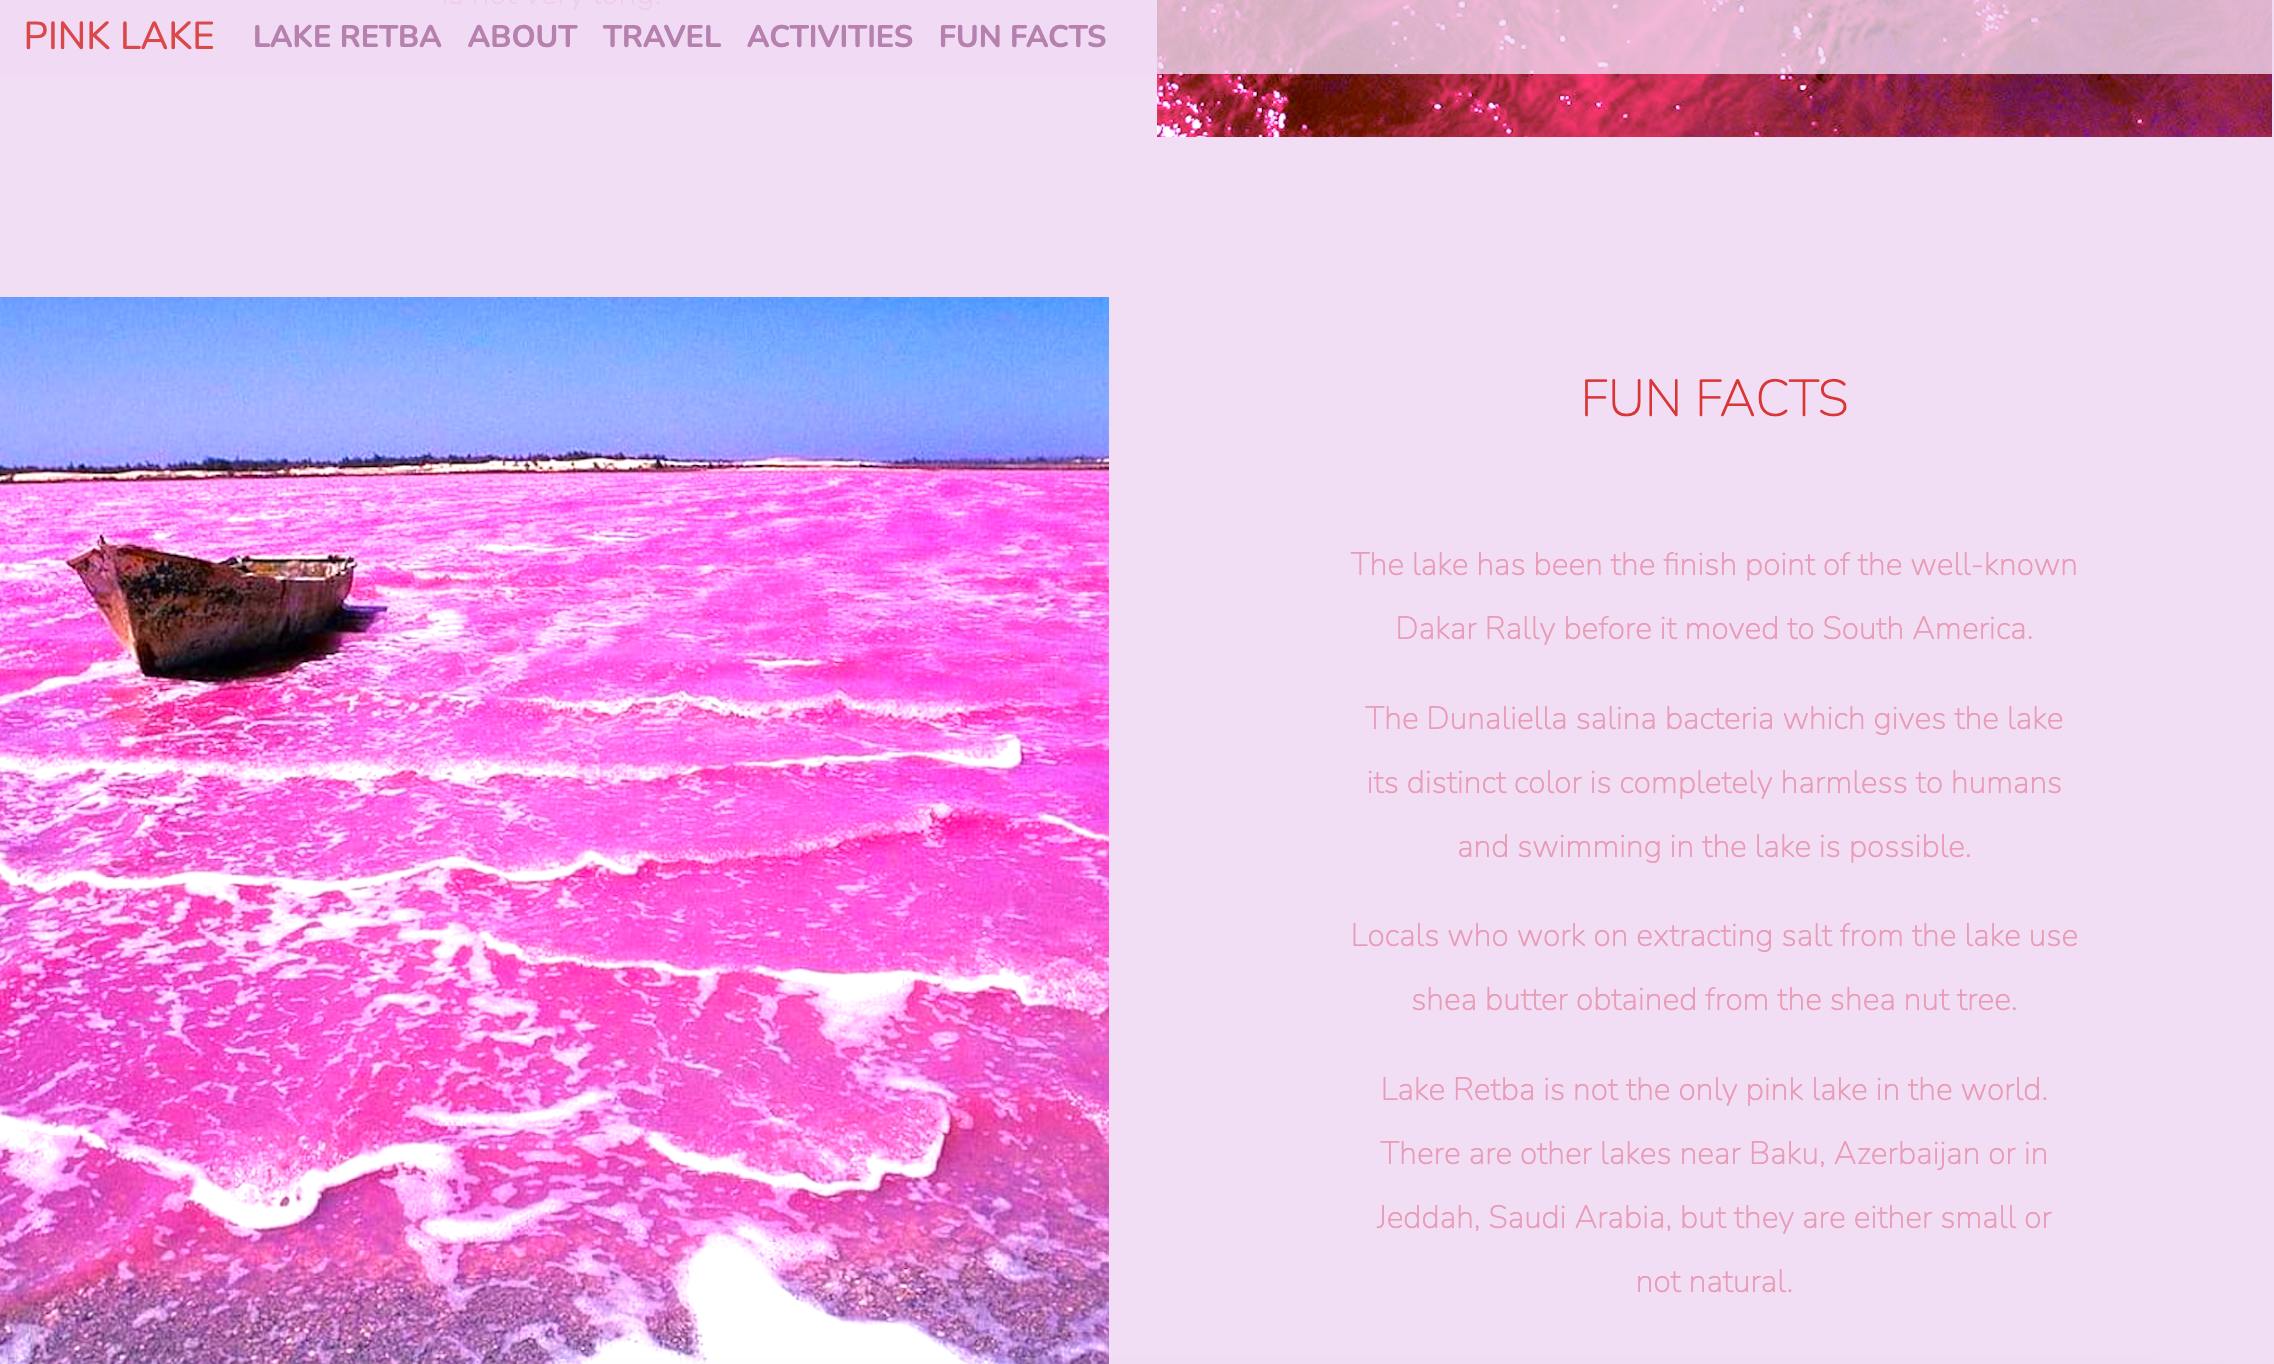 is not very long.
PINK LAKE LAKE RETBA ABOUT TRAVEL ACTIVITIES FUN FACTS
FUN FACTS
The lake has been the finish point of the well-known
Dakar Rally before it moved to South America.
The Dunaliella salina bacteria which gives the lake
its distinct color is completely harmless to humans
and swimming in the lake is possible.
Locals who work on extracting salt from the lake use
shea butter obtained from the shea nut tree.
Lake Retba is not the only pink lake in the world.
There are other lakes near Baku, Azerbaijan or in
Jeddah, Saudi Arabia, but they are either small or
not natural.